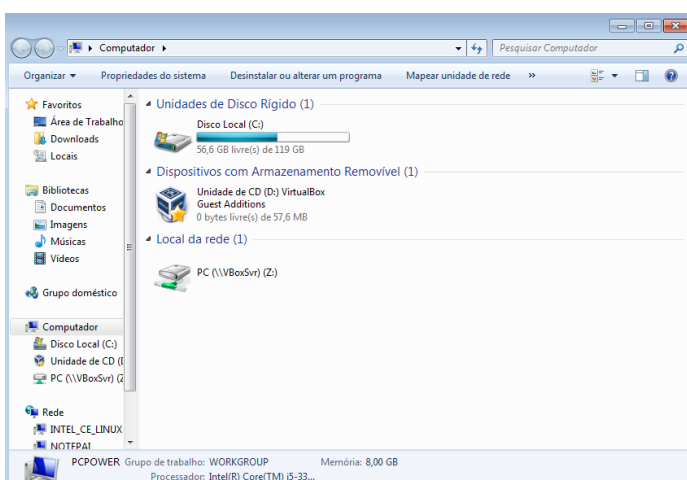 Computador
Pesquisar Computador
Organizar
Propriedades do sistema
Desinstalar ou alterar um programa
Mapear unidade de rede
»
Favoritos
Área de Trabalho
Downloads
Locais
Bibliotecas
Documentos
Imagens
Músicas
Vídeos
Grupo doméstico
Computador
Disco Local (C:)
Unidade de CD (D
PC (\\VBoxSvr) (Z
Rede
INTEL_CE_LINUX
NOTEPAI
Unidades de Disco Rígido (1)
Disco Local (C:)
56,6 GB livre(s) de 119 GB
Dispositivos com Armazenamento Removível (1)
Unidade de CD (D:) VirtualBox
Guest Additions
0 bytes livre(s) de 57,6 MB
Local da rede (1)
PC (\\VBoxSvr) (Z:)
PCPOWER Grupo de trabalho: WORKGROUP Memória: 8,00 GB
Processador: Intel(R) Core(TM) i5-33...